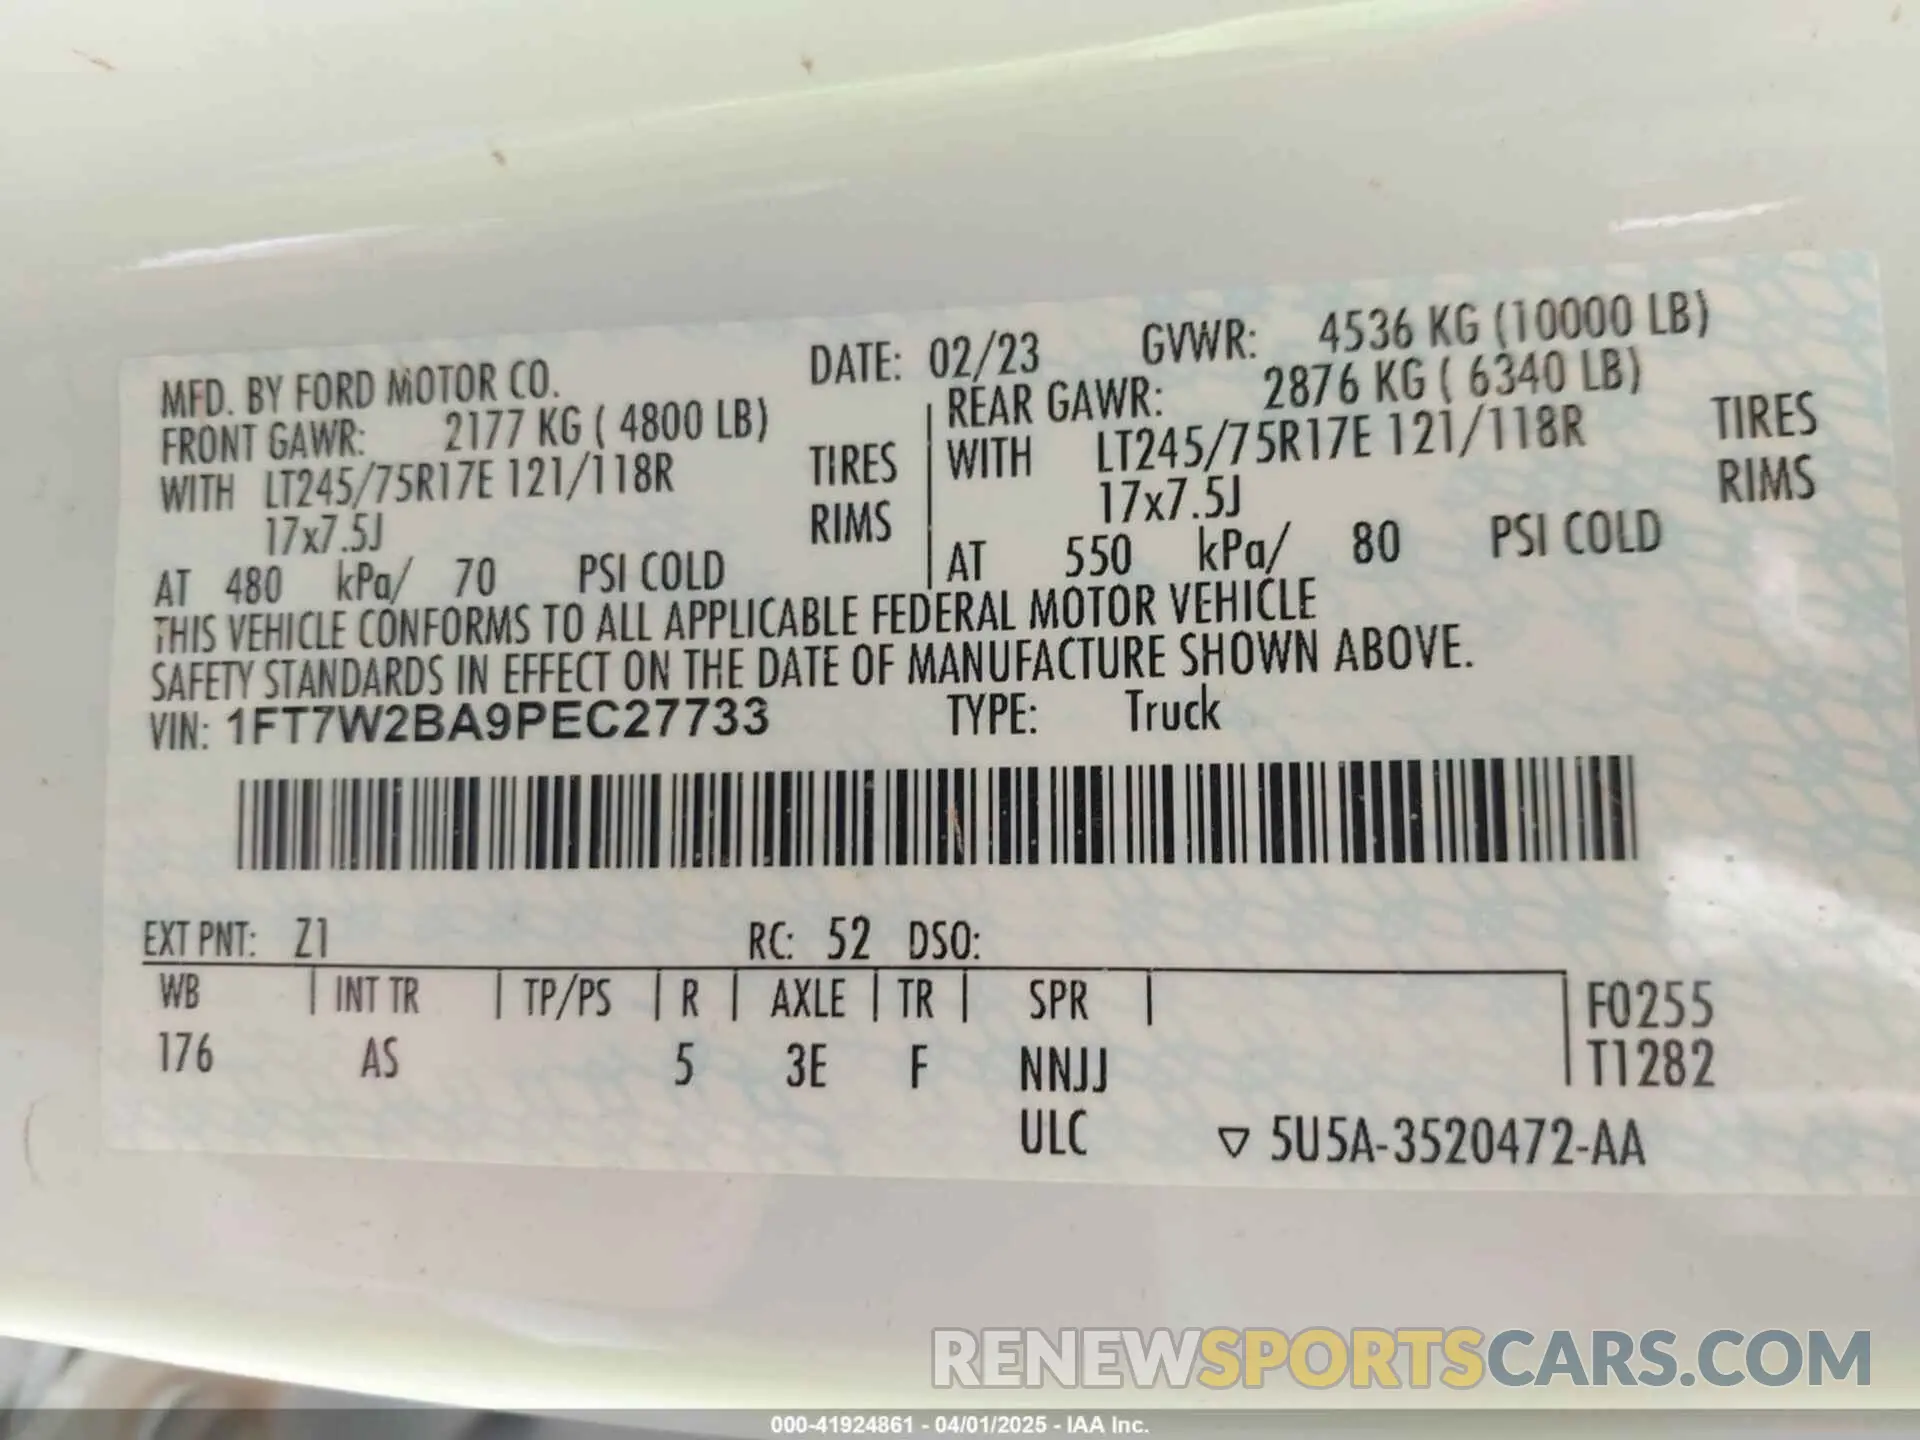 MFD. BY FORD MOTOR CO. DATE: 02/23 GVWR: 4536 KG (10000 LB)
FRONT GAWR: 2177 KG ( 4800 LB) REAR GAWR: 2876 KG ( 6340 LB)
WITH LT245/75R17E 121/118R TIRES WITH LT245/75R17E 121/118R TIRES
17x7.5J RIMS 17x7.5J RIMS
AT 480 kPa/ 70 PSI COLD AT 550 kPa/ 80 PSI COLD
THIS VEHICLE CONFORMS TO ALL APPLICABLE FEDERAL MOTOR VEHICLE
SAFETY STANDARDS IN EFFECT ON THE DATE OF MANUFACTURE SHOWN ABOVE.
VIN: 1FT7W2BA9PEC27733 TYPE: Truck
EXT PNT: Z1 RC: 52 DSO:
WB | INT TR | TP/PS | R | AXLE | TR | SPR | F0255
176 AS 5 3E F NNJJ T1282
ULC ▽ 5U5A-3520472-AA
RENEWSPORTSCARS.COM
000-41924861 - 04/01/2025 - IAA Inc.